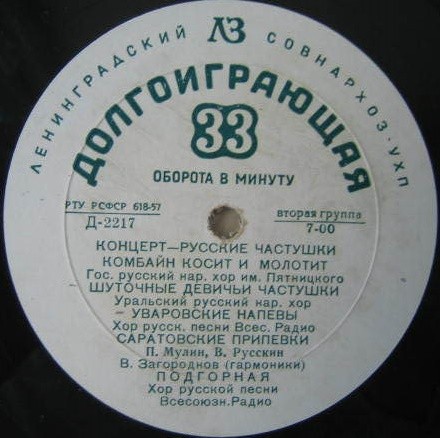 ЛЕНИНГРАДСКИЙ ЛЗ СОВНАРХОЗ-УХП
ДОЛГОИГРАЮЩАЯ
33
ОБОРОТА В МИНУТУ
РТУ РСФСР 618-57
Д-2217
вторая группа
7-00
КОНЦЕРТ—РУССКИЕ ЧАСТУШКИ
КОМБАЙН КОСИТ И МОЛОТИТ
Гос. русский нар. хор им. Пятницкого
ШУТОЧНЫЕ ДЕВИЧЬИ ЧАСТУШКИ
Уральский русский нар. хор
- УВАРОВСКИЕ НАПЕВЫ
Хор русск. песни Всес. Радио
САРАТОВСКИЕ ПРИПЕВКИ
П. Мулин, В. Русскин
В. Загородков (гармоники)
ПОДГОРНАЯ
Хор русской песни
Всесоюзн. Радио